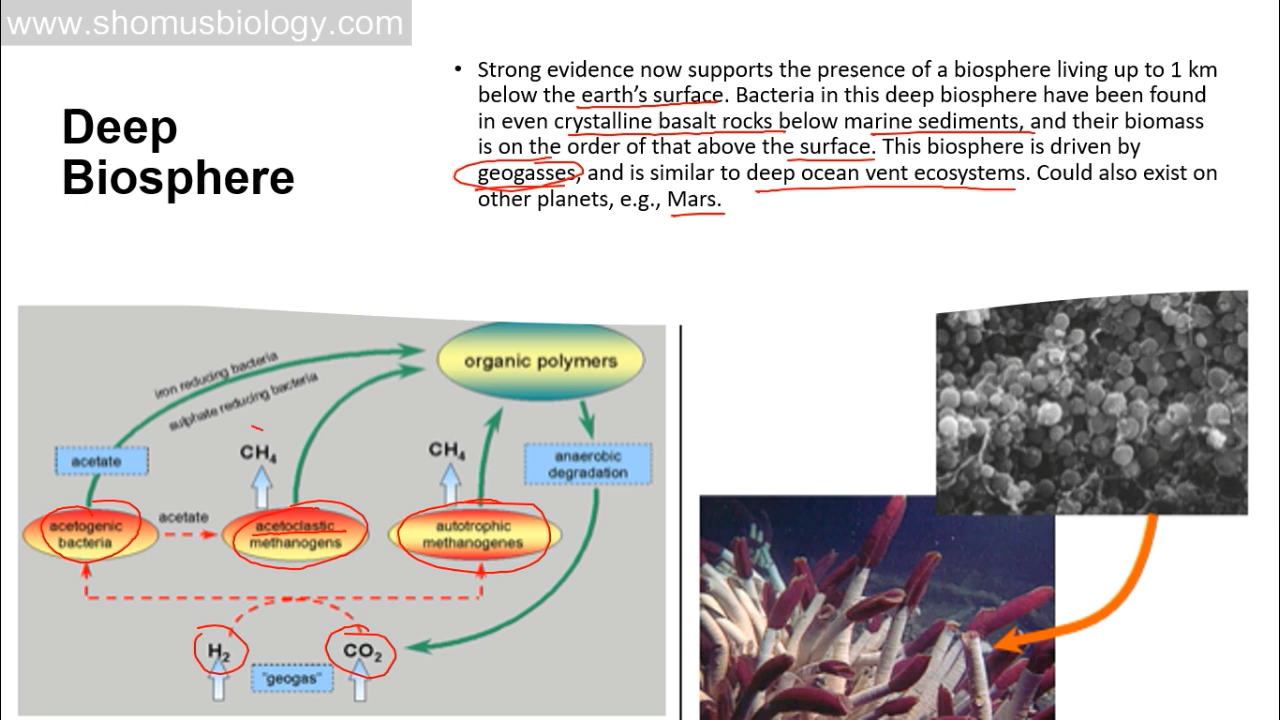 www.shomusbiology.com
Deep
Biosphere
• Strong evidence now supports the presence of a biosphere living up to 1 km
below the earth’s surface. Bacteria in this deep biosphere have been found
in even crystalline basalt rocks below marine sediments, and their biomass
is on the order of that above the surface. This biosphere is driven by
geogasses, and is similar to deep ocean vent ecosystems. Could also exist on
other planets, e.g., Mars.
organic polymers
iron reducing bacteria
sulphate reducing bacteria
acetate
CH4
CH4
anaerobic
degradation
acetogenic
bacteria
acetate
acetoclastic
methanogens
autotrophic
methanogenes
H2
CO2
"geogas"